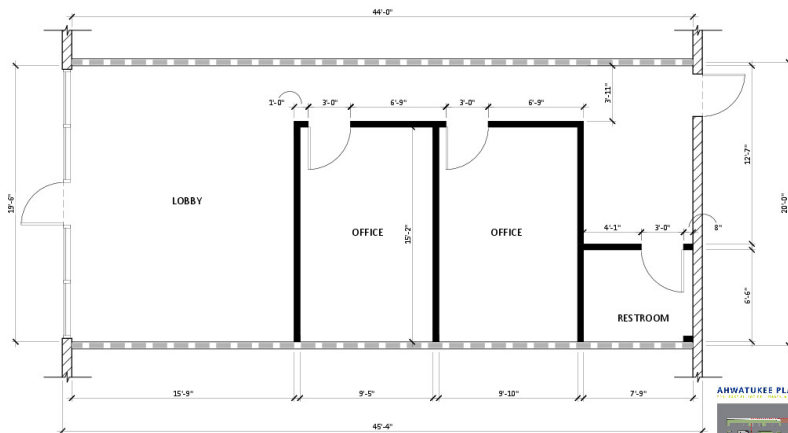 44'-0"
1'-0" 3'-0" 6'-9" 3'-0" 6'-9" 3'-11"
12'-7"
19'-6"
LOBBY
20'-0"
OFFICE 15'-2" OFFICE
4'-1" 3'-0" 8"
6'-6"
RESTROOM
15'-9" 9'-5" 9'-10" 7'-9"
AHWATUKEE PLA
45'-4"